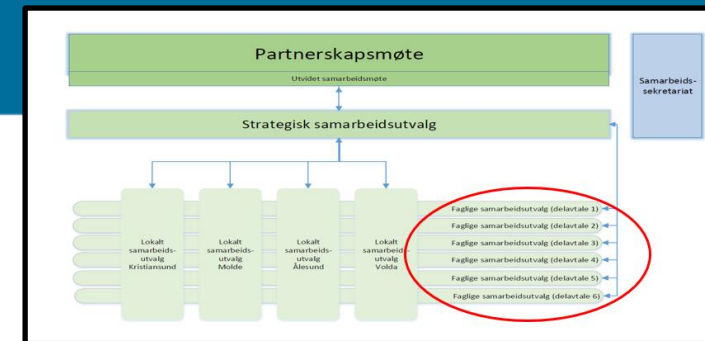 Partnerskapsmøte
Utvidet samarbeidsmøte
Samarbeids-
sekretariat
Strategisk samarbeidsutvalg
Lokalt
samarbeids-
utvalg
Kristiansund
Lokalt
samarbeids-
utvalg
Molde
Lokalt
samarbeids-
utvalg
Ålesund
Lokalt
samarbeids-
utvalg
Volda
Faglige samarbeidsutvalg (delavtale 1)
Faglige samarbeidsutvalg (delavtale 2)
Faglige samarbeidsutvalg (delavtale 3)
Faglige samarbeidsutvalg (delavtale 4)
Faglige samarbeidsutvalg (delavtale 5)
Faglige samarbeidsutvalg (delavtale 6)